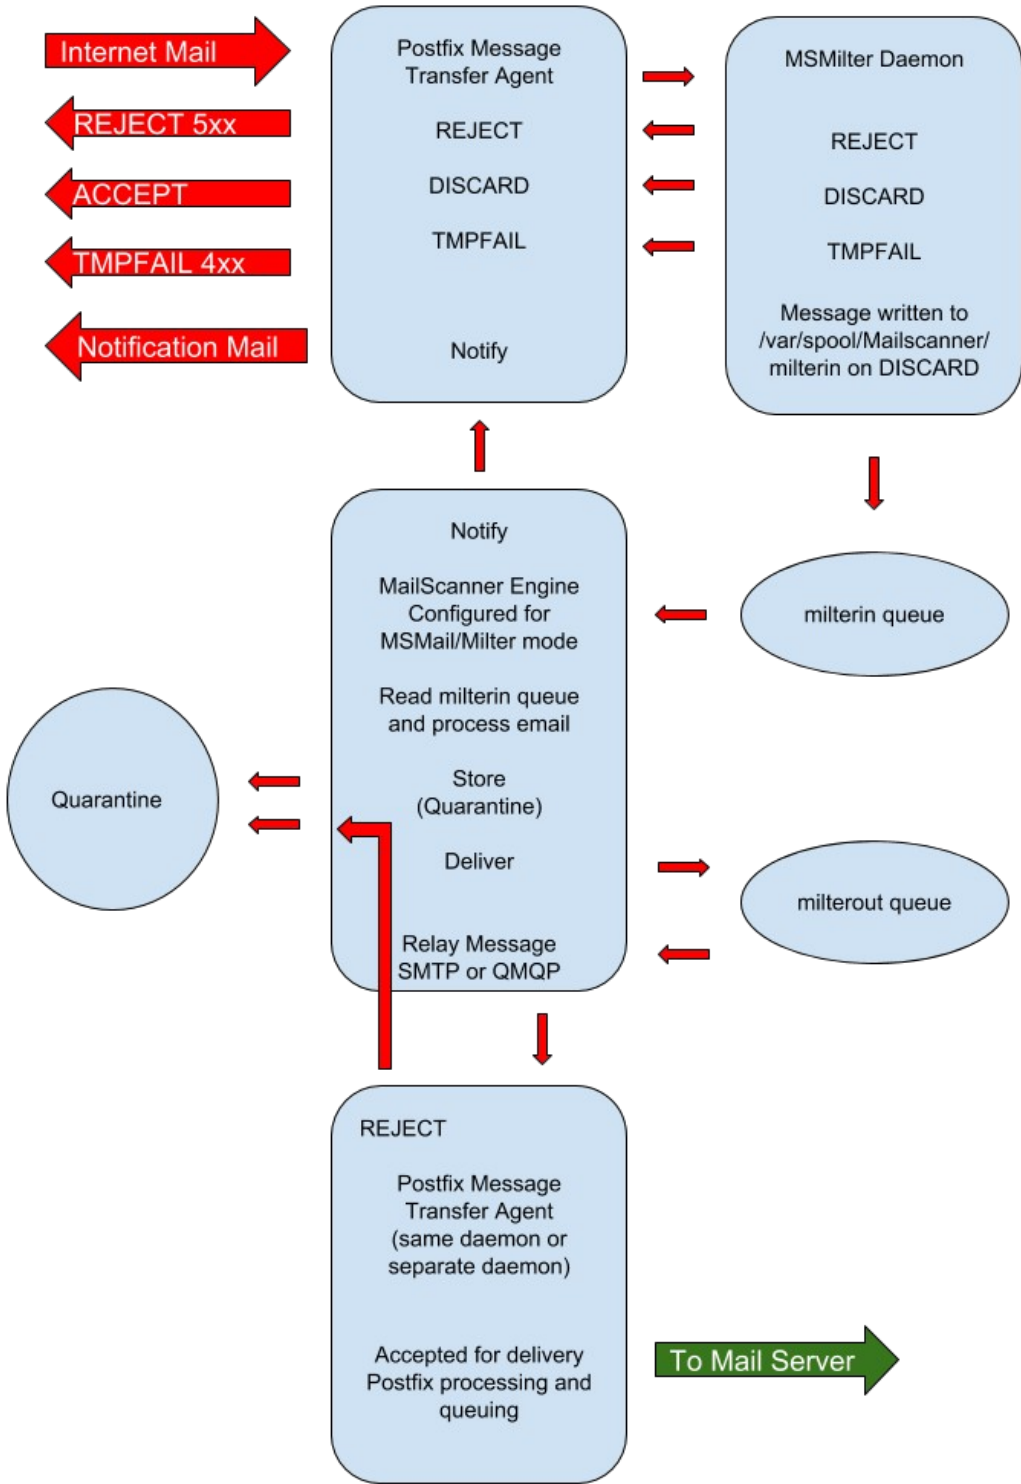 Internet Mail
REJECT 5xx
ACCEPT
TMPFAIL 4xx
Notification Mail
Postfix Message
Transfer Agent
REJECT
DISCARD
TMPFAIL
Notify
MSMilter Daemon
REJECT
DISCARD
TMPFAIL
Message written to
/var/spool/Mailscanner/
milterin on DISCARD
Notify
MailScanner Engine
Configured for
MSMail/Milter mode
Read milterin queue
and process email
Store
(Quarantine)
Deliver
Relay Message
SMTP or QMQP
milterin queue
Quarantine
milterout queue
REJECT
Postfix Message
Transfer Agent
(same daemon or
separate daemon)
Accepted for delivery
Postfix processing and
queuing
To Mail Server